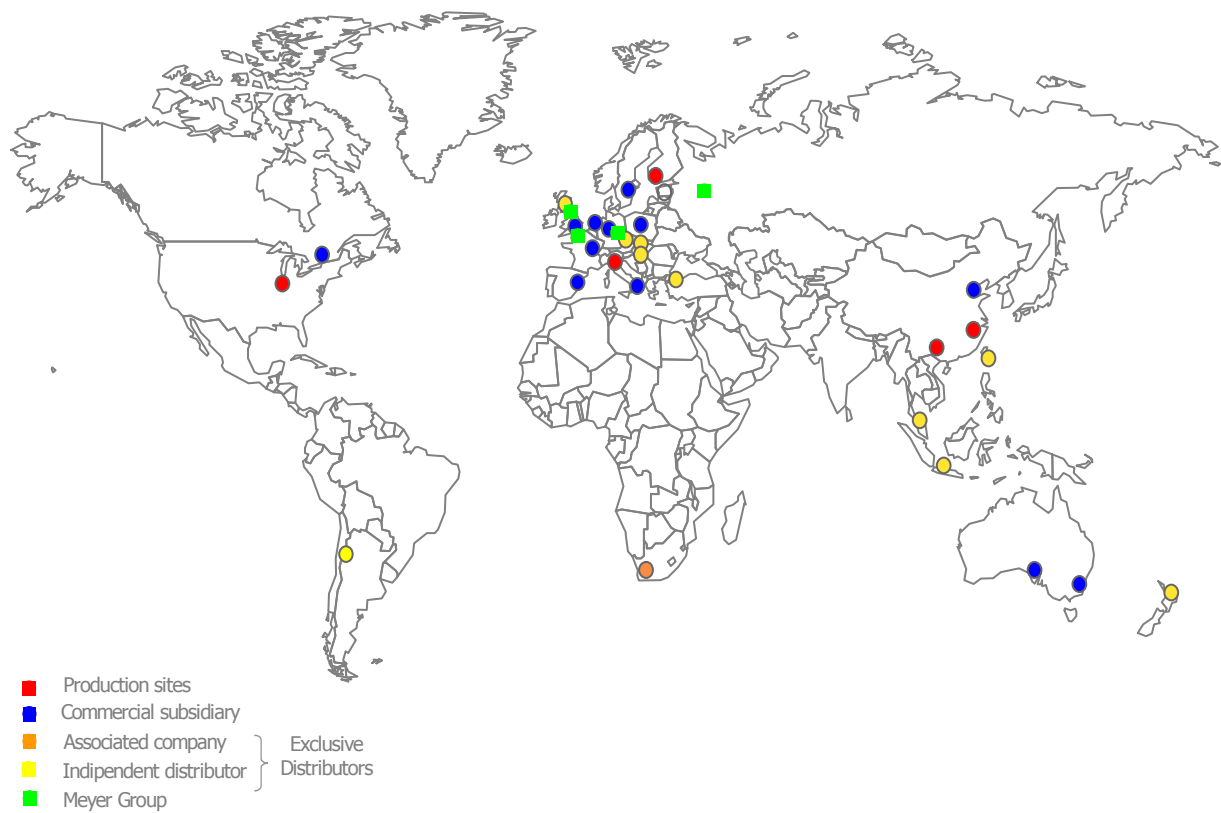 Production sites
Commercial subsidiary
Associated company
Indipendent distributor
Exclusive
Distributors
Meyer Group